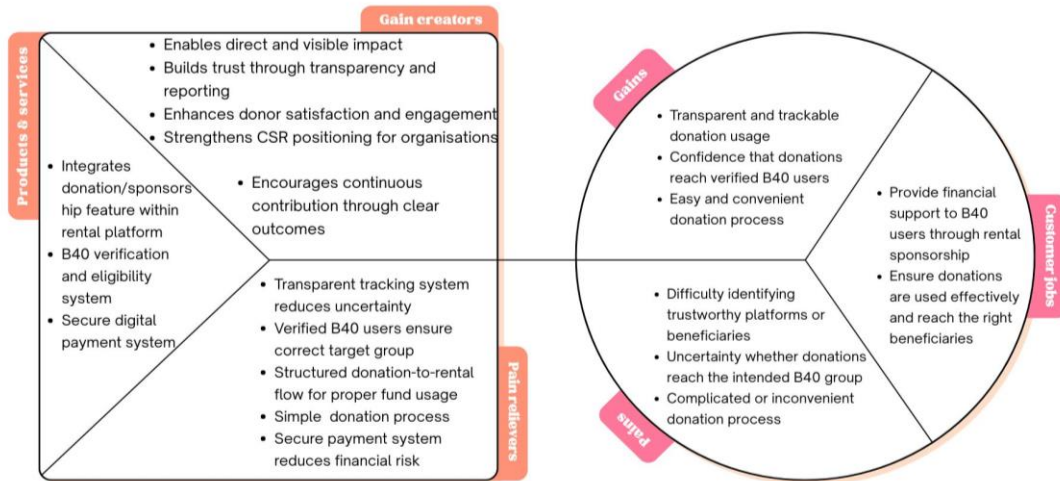 Gain creators
• Enables direct and visible impact
• Builds trust through transparency and
reporting
• Enhances donor satisfaction and engagement
• Strengthens CSR positioning for organisations
• Encourages continuous
contribution through clear
outcomes
Products & services
• Integrates
donation/sponsors
hip feature within
rental platform
• B40 verification
and eligibility
system
• Secure digital
payment system
• Transparent tracking system
reduces uncertainty
• Verified B40 users ensure
correct target group
• Structured donation-to-rental
flow for proper fund usage
• Simple donation process
• Secure payment system
reduces financial risk
Pain relievers
Gains
• Transparent and trackable
donation usage
• Confidence that donations
reach verified B40 users
• Easy and convenient
donation process
• Provide financial
support to B40
users through rental
sponsorship
• Ensure donations
are used effectively
and reach the right
beneficiaries
Customer jobs
• Difficulty identifying
trustworthy platforms or
beneficiaries
• Uncertainty whether donations
reach the intended B40 group
• Complicated or inconvenient
donation process
Pains